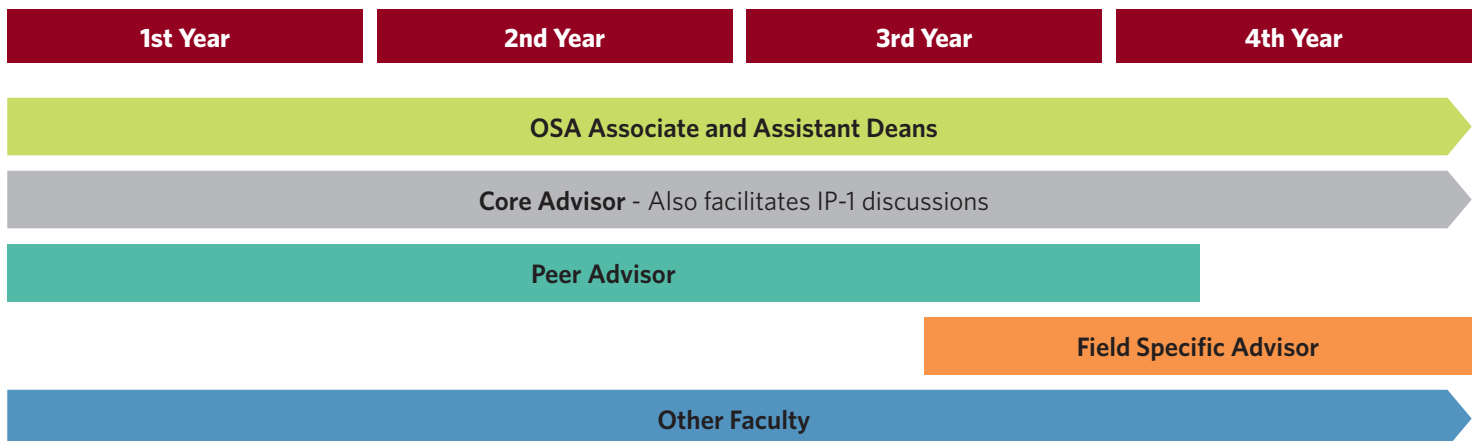 1st Year 2nd Year 3rd Year 4th Year
OSA Associate and Assistant Deans
Core Advisor - Also facilitates IP-1 discussions
Peer Advisor
Field Specific Advisor
Other Faculty